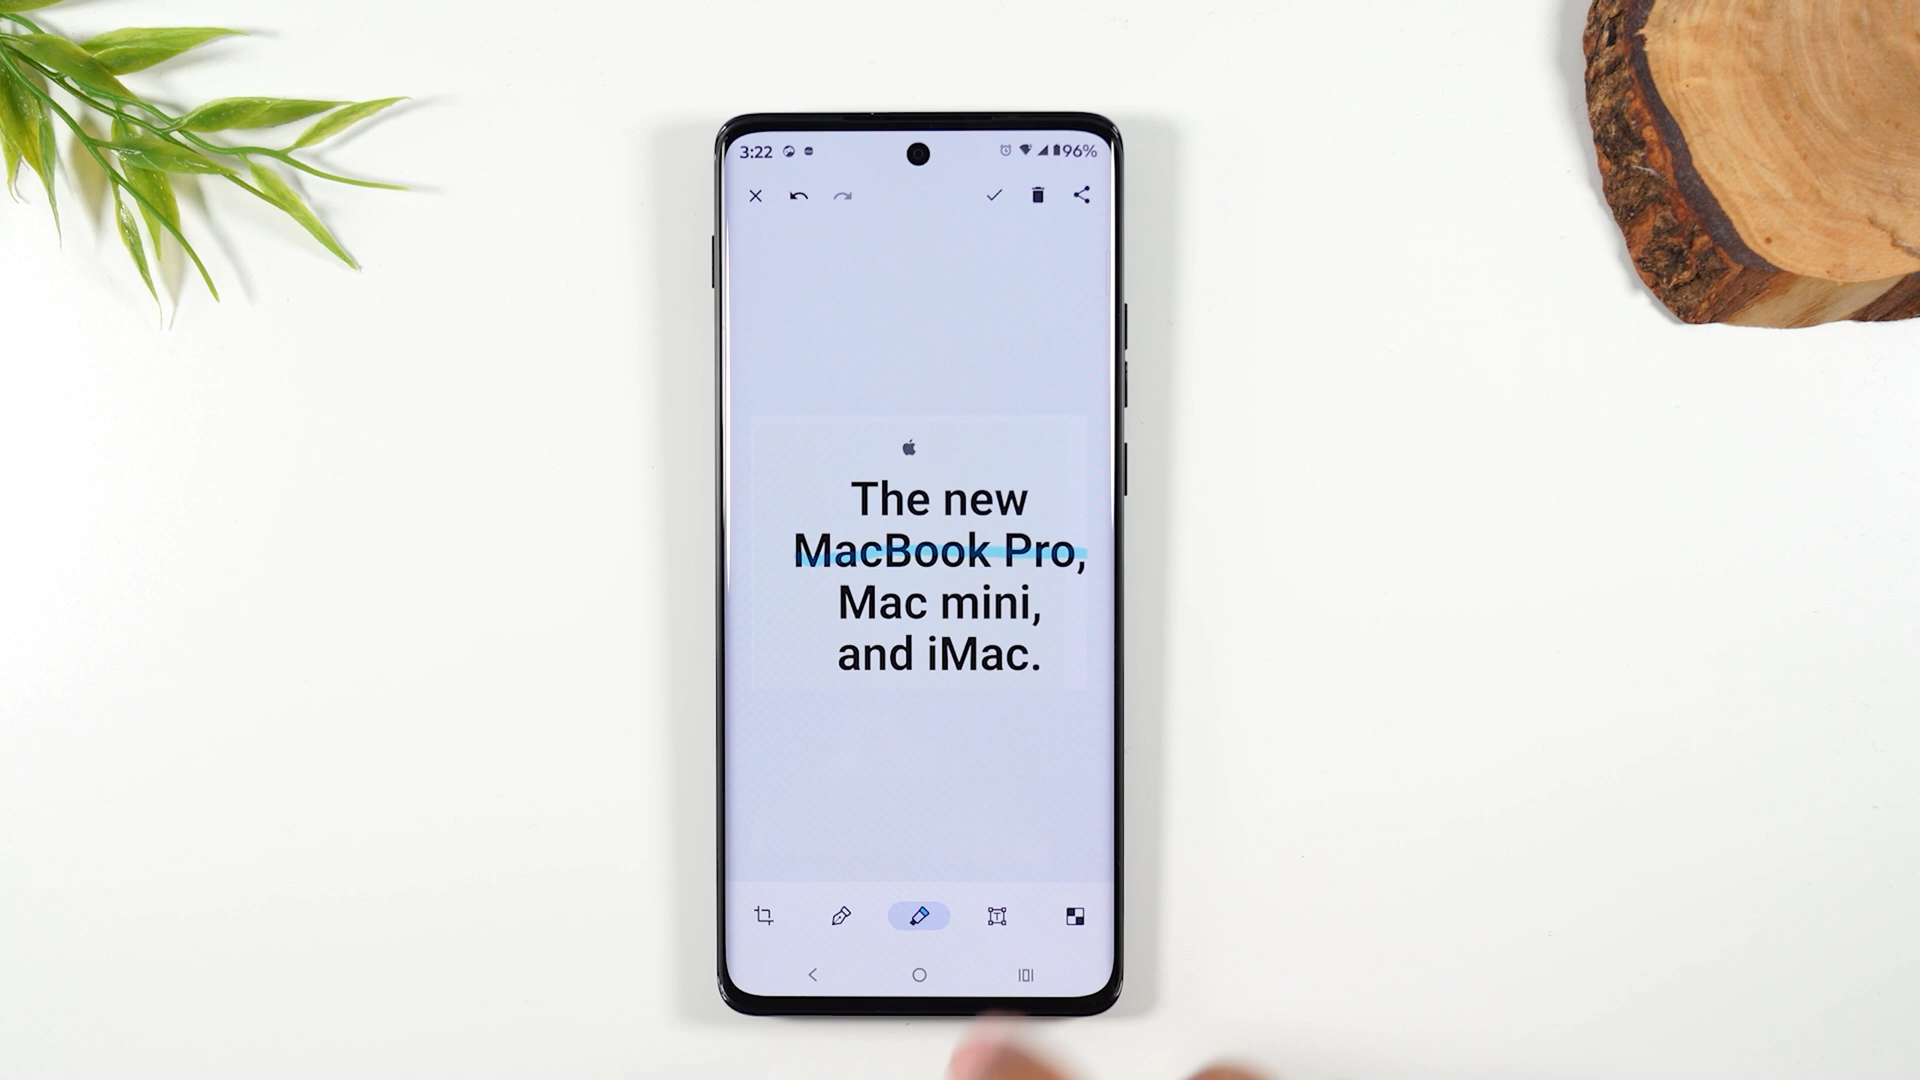 3:22
96%
The new
MacBook Pro,
Mac mini,
and iMac.
T